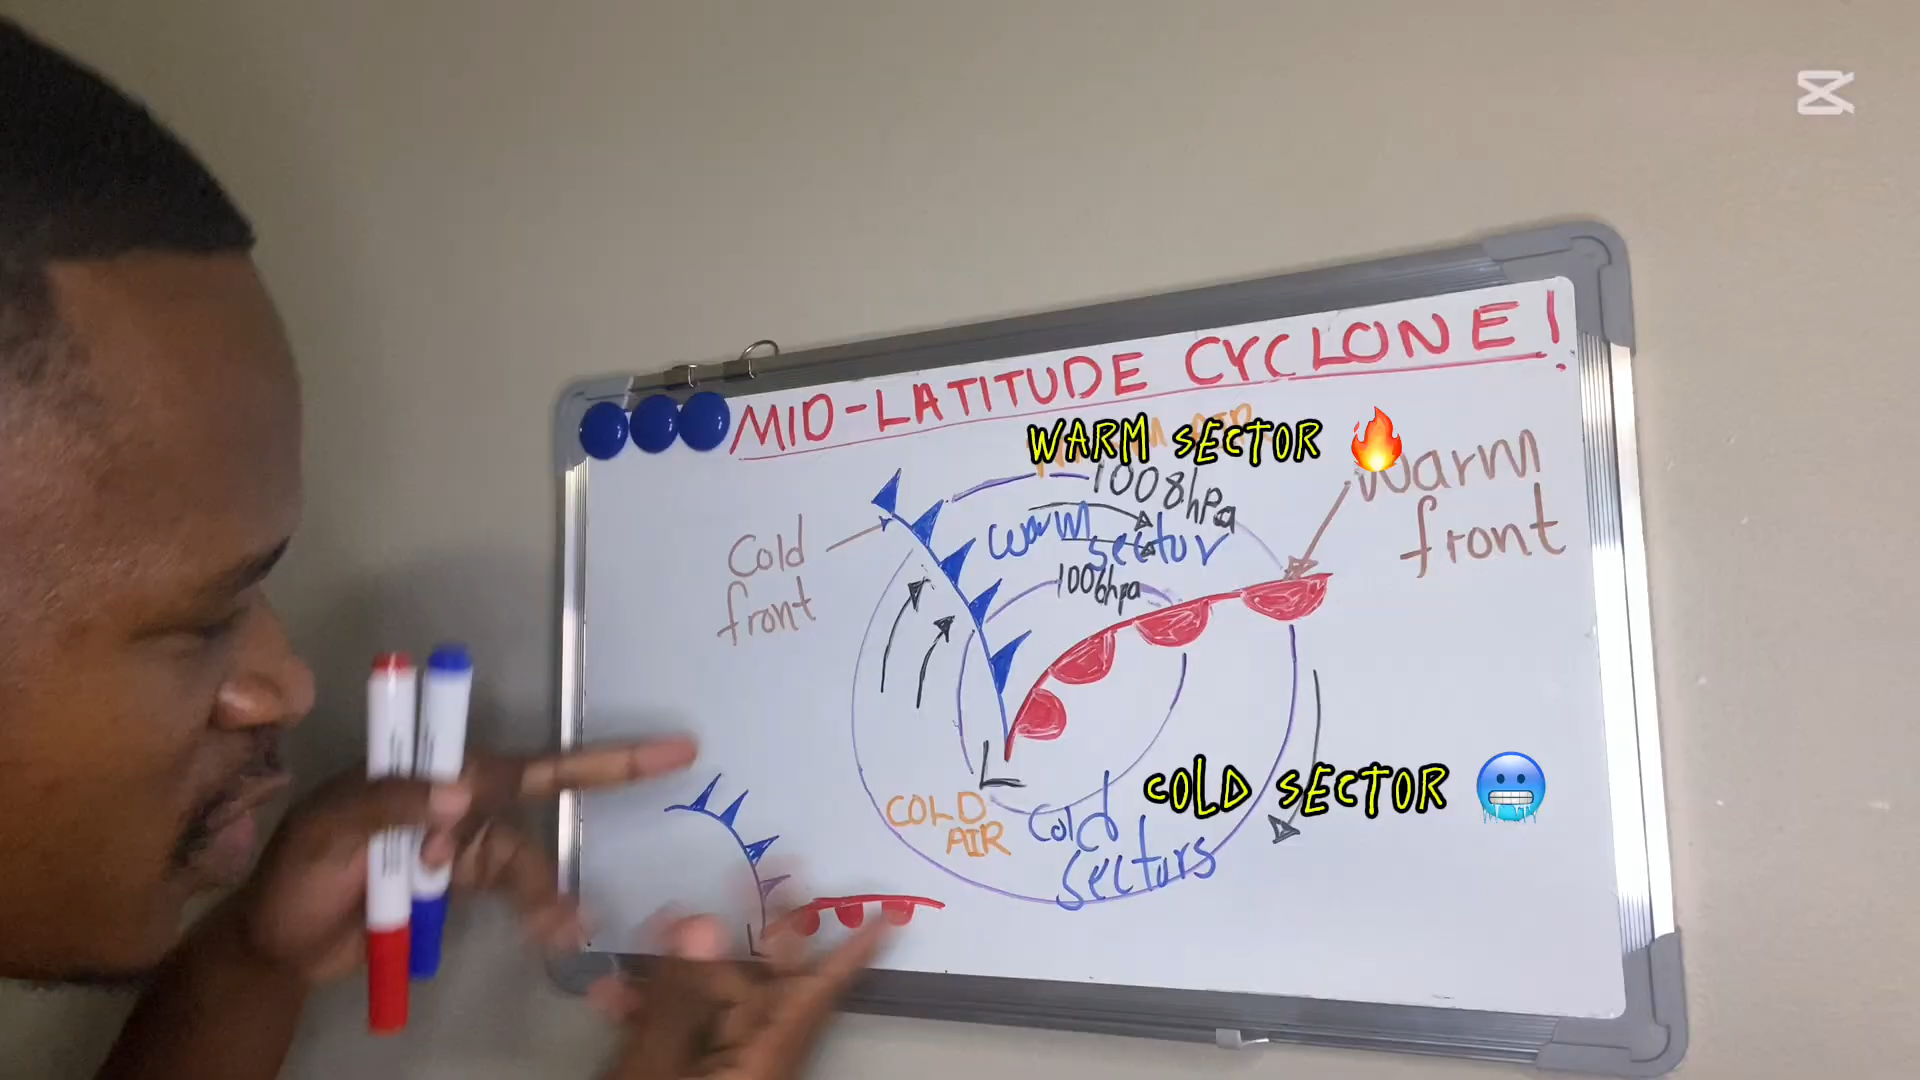 MID-LATITUDE CYCLONE!
WARM SECTOR 🔥
AIR
1008hpa
Warm
front
Cold
front
warm
sector
1006hpa
L
COLD SECTOR 🥶
COLD
AIR
Cold
Sectors
L